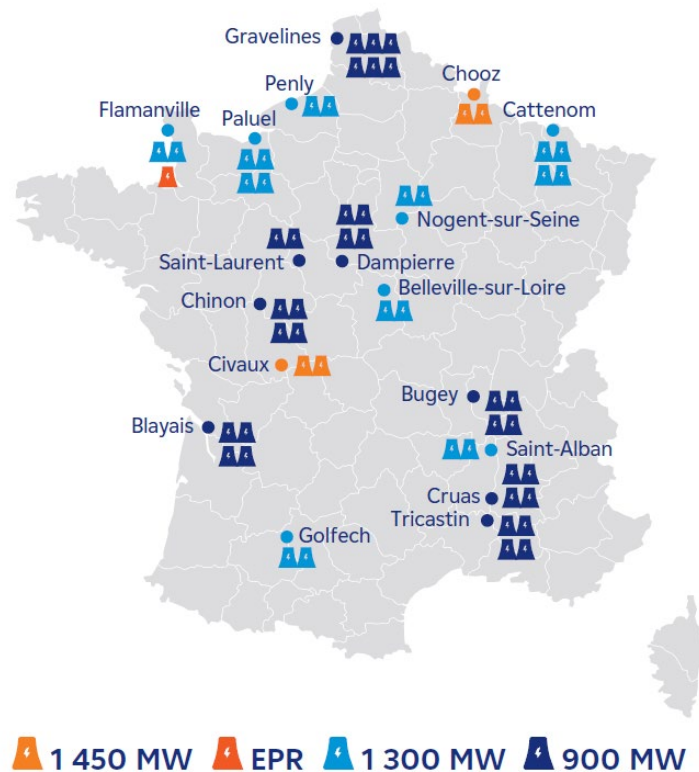 Gravelines
Penly
Chooz
Flamanville
Paluel
Cattenom
Nogent-sur-Seine
Saint-Laurent
Dampierre
Belleville-sur-Loire
Chinon
Civaux
Bugey
Blayais
Saint-Alban
Cruas
Tricastin
Golfech
1 450 MW EPR 1 300 MW 900 MW